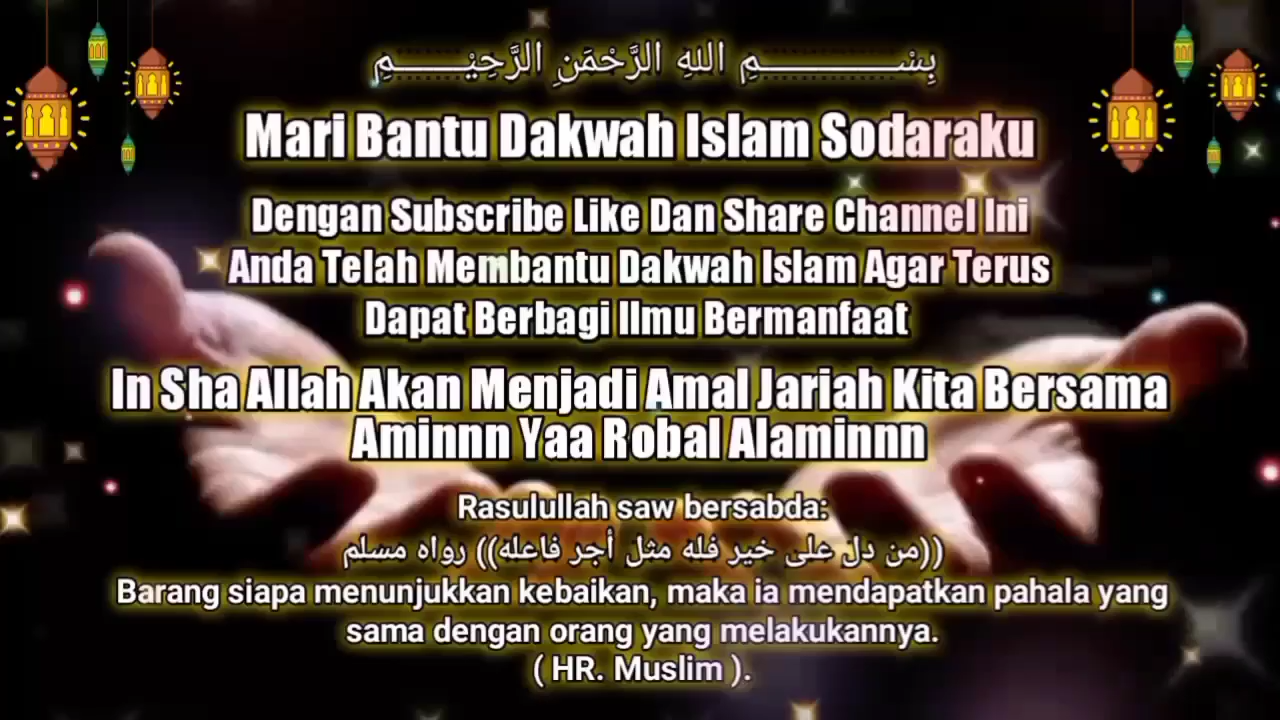 بِسْــــــــــــــــمِ اللهِ الرَّحْمَنِ الرَّحِيْـــــــــمِ
Mari Bantu Dakwah Islam Sodaraku
Dengan Subscribe Like Dan Share Channel Ini
Anda Telah Membantu Dakwah Islam Agar Terus
Dapat Berbagi Ilmu Bermanfaat
In Sha Allah Akan Menjadi Amal Jariah Kita Bersama
Aminnn Yaa Robal Alaminnn
Rasulullah saw bersabda:
((من دل على خير فله مثل أجر فاعله)) رواه مسلم
Barang siapa menunjukkan kebaikan, maka ia mendapatkan pahala yang
sama dengan orang yang melakukannya.
( HR. Muslim ).